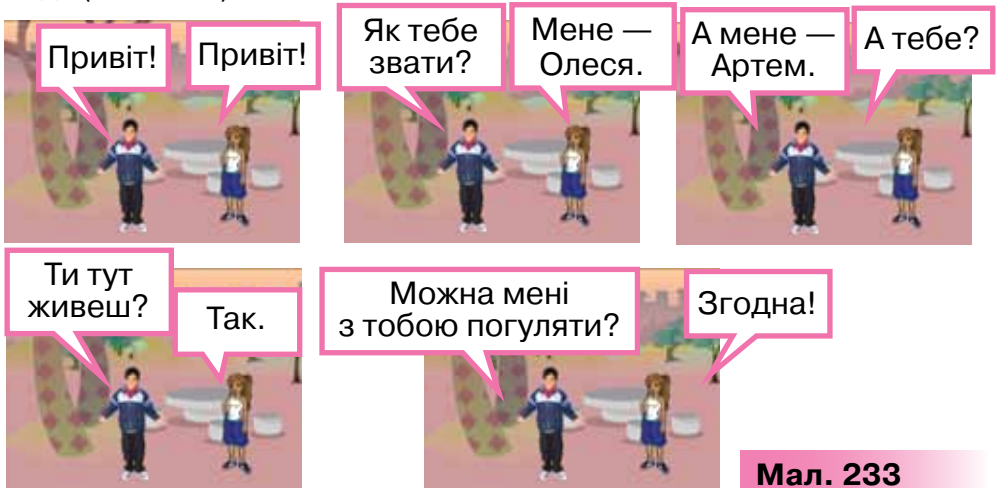 Привіт!
Привіт!
Як тебе
звати?
Мене —
Олеся.
А мене —
Артем.
А тебе?
Ти тут
живеш?
Так.
Можна мені
з тобою погуляти?
Згодна!
Мал. 233